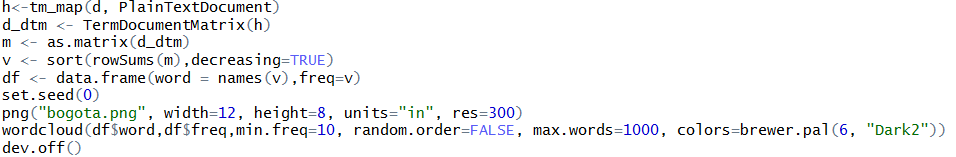 h<-tm_map(d, PlainTextDocument)
d_dtm <- TermDocumentMatrix(h)
m <- as.matrix(d_dtm)
v <- sort(rowSums(m),decreasing=TRUE)
df <- data.frame(word = names(v),freq=v)
set.seed(0)
png("bogota.png", width=12, height=8, units="in", res=300)
wordcloud(df$word,df$freq,min.freq=10, random.order=FALSE, max.words=1000, colors=brewer.pal(6, "Dark2"))
dev.off()